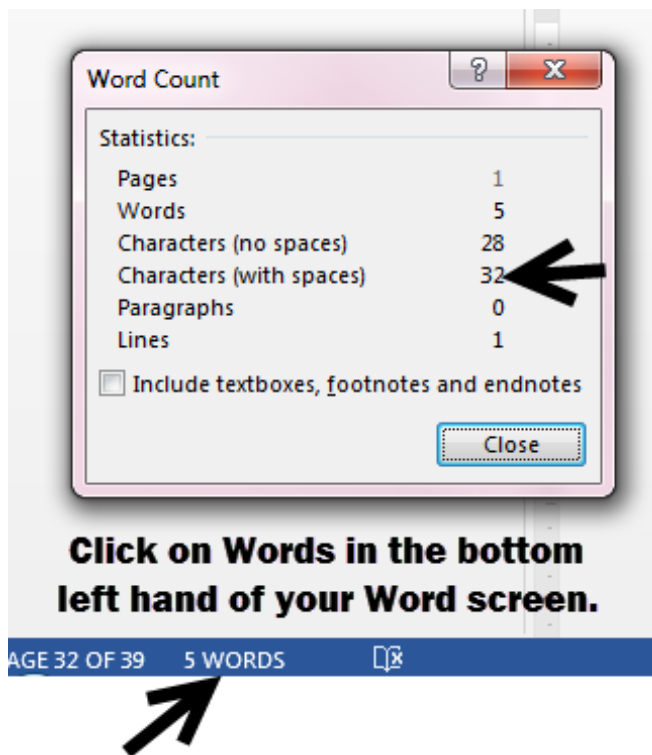 Word Count ? X
Statistics:
Pages 1
Words 5
Characters (no spaces) 28
Characters (with spaces) 32
Paragraphs 0
Lines 1
Include textboxes, footnotes and endnotes
Close
Click on Words in the bottom
left hand of your Word screen.
AGE 32 OF 39 5 WORDS